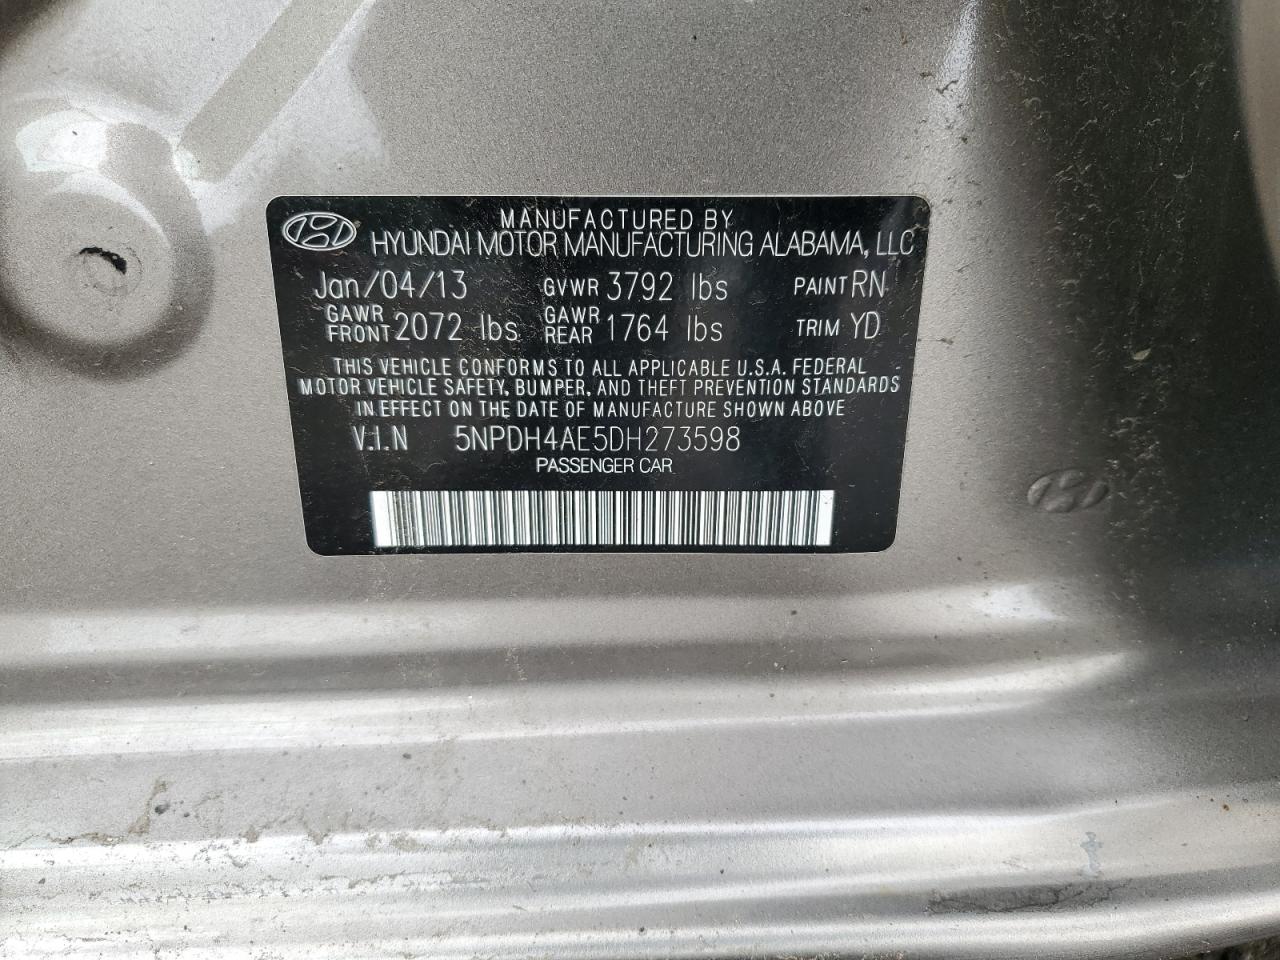 MANUFACTURED BY
HYUNDAI MOTOR MANUFACTURING ALABAMA, LLC
Jan/04/13 GVWR 3792 lbs PAINT RN
GAWR FRONT 2072 lbs GAWR REAR 1764 lbs TRIM YD
THIS VEHICLE CONFORMS TO ALL APPLICABLE U.S.A. FEDERAL
MOTOR VEHICLE SAFETY, BUMPER, AND THEFT PREVENTION STANDARDS
IN EFFECT ON THE DATE OF MANUFACTURE SHOWN ABOVE
V.I.N 5NPDH4AE5DH273598
PASSENGER CAR